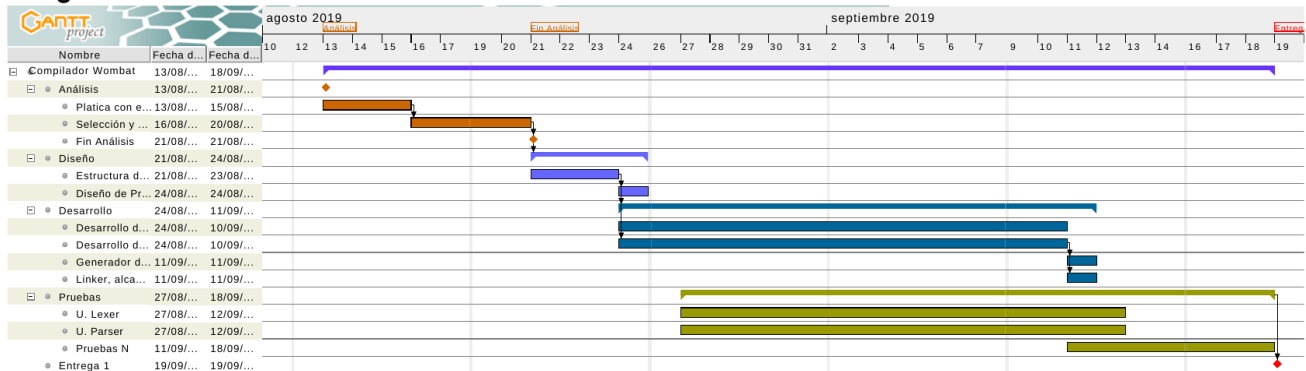 GANTT project
agosto 2019 septiembre 2019
Análisis Fin Análisis Entreg
10 12 13 14 15 16 17 19 20 21 22 23 24 26 27 28 29 30 31 2 3 4 5 6 7 9 10 11 12 13 14 16 17 18 19
Nombre Fecha d... Fecha d...
Compilador Wombat 13/08/... 18/09/...
Análisis 13/08/... 21/08/...
Platica con e... 13/08/... 15/08/...
Selección y ... 16/08/... 20/08/...
Fin Análisis 21/08/... 21/08/...
Diseño 21/08/... 24/08/...
Estructura d... 21/08/... 23/08/...
Diseño de Pr... 24/08/... 24/08/...
Desarrollo 24/08/... 11/09/...
Desarrollo d... 24/08/... 10/09/...
Desarrollo d... 24/08/... 10/09/...
Generador d... 11/09/... 11/09/...
Linker, alca... 11/09/... 11/09/...
Pruebas 27/08/... 18/09/...
U. Lexer 27/08/... 12/09/...
U. Parser 27/08/... 12/09/...
Pruebas N 11/09/... 18/09/...
Entrega 1 19/09/... 19/09/...